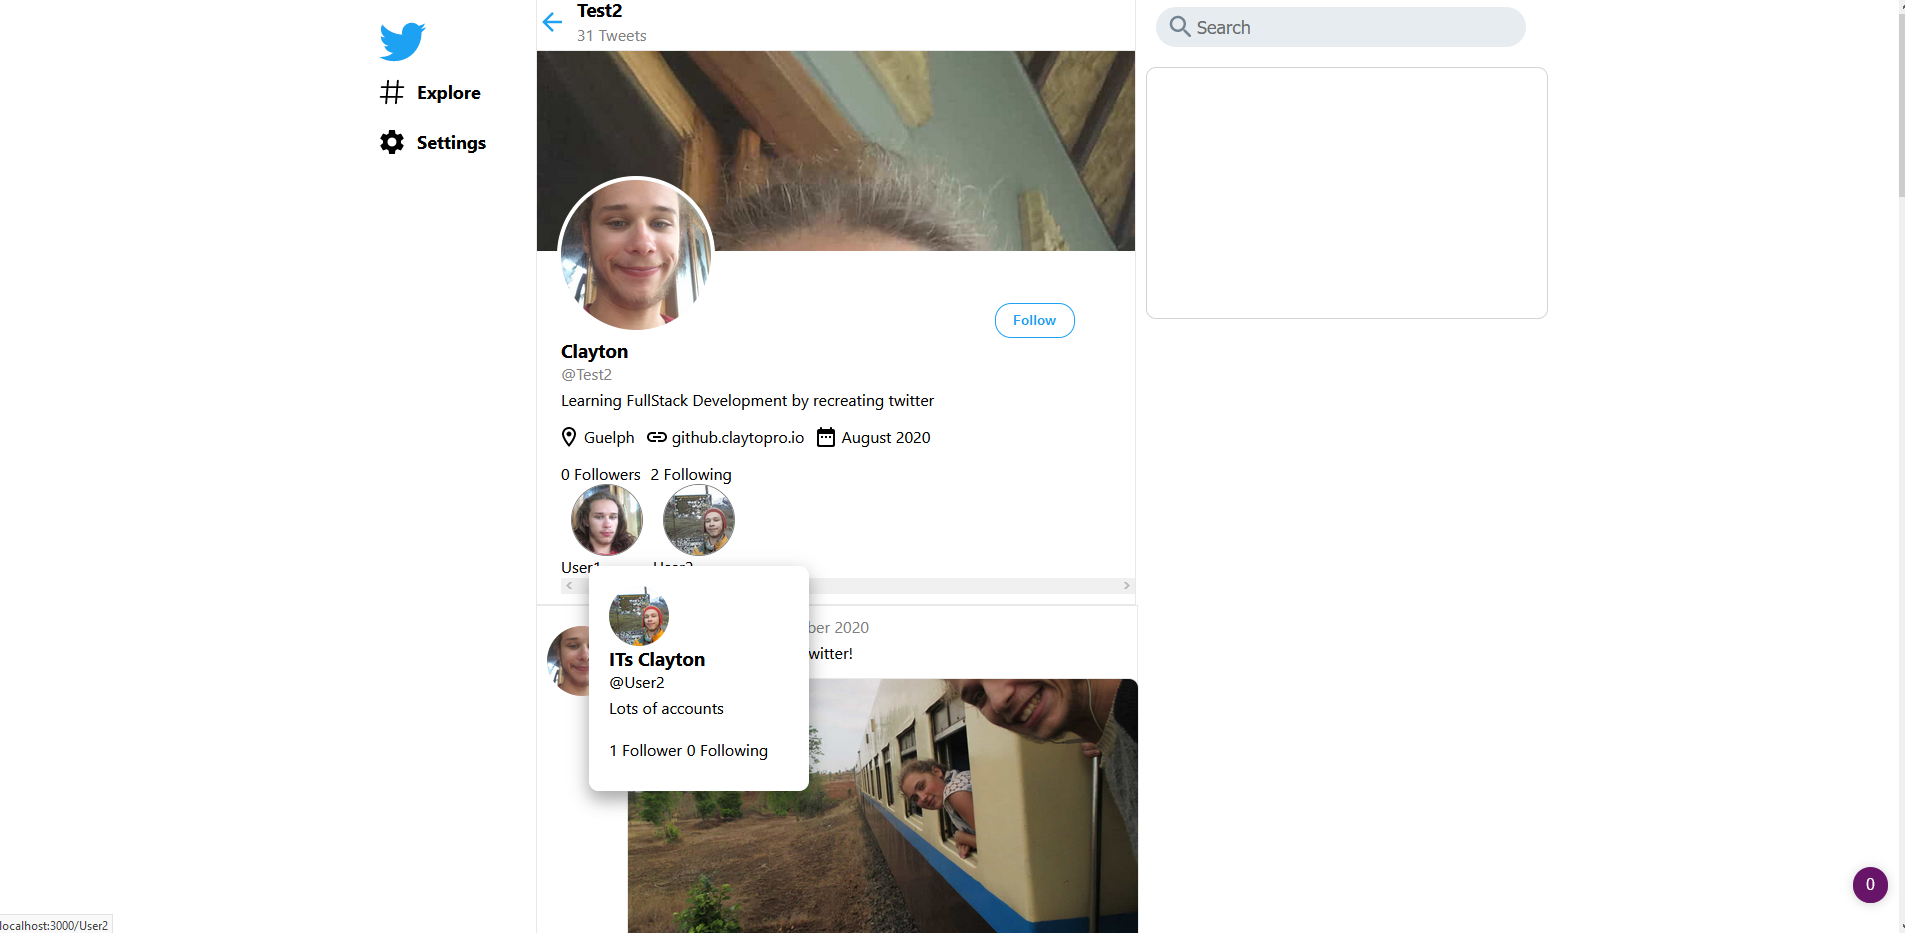 Explore
Settings
Test2
31 Tweets
Search
Follow
Clayton
@Test2
Learning FullStack Development by recreating twitter
Guelph github.claytopro.io August 2020
0 Followers 2 Following
User1 User2
ITs Clayton
@User2
Lots of accounts
1 Follower 0 Following
ber 2020
witter!
0
localhost:3000/User2